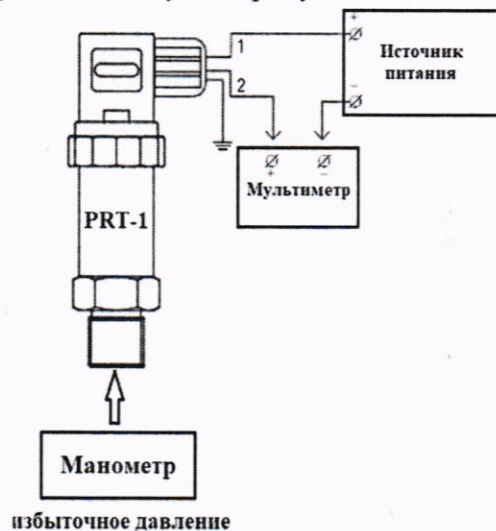 1
2
+
Источник
питания
−
+
−
Мультиметр
PRT-1
Манометр
избыточное давление